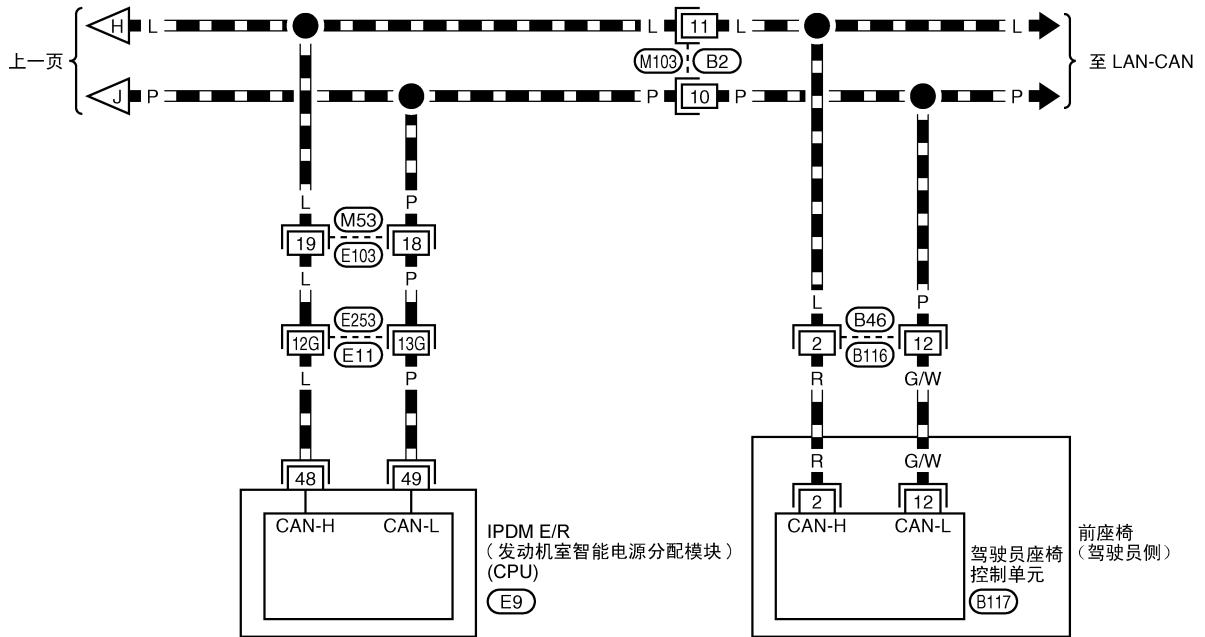 H L L 11 L L
上一页 M103 B2 至 LAN-CAN
J P P 10 P P
L P
19 M53 18
E103
L P
L P
12G E253 13G 2 B46 12
E11 B116
L P R G/W
R G/W
48 49
2 12
CAN-H CAN-L
CAN-H CAN-L
IPDM E/R
（发动机室智能电源分配模块）
(CPU)
E9
驾驶员座椅
控制单元
B117
前座椅
（驾驶员侧）